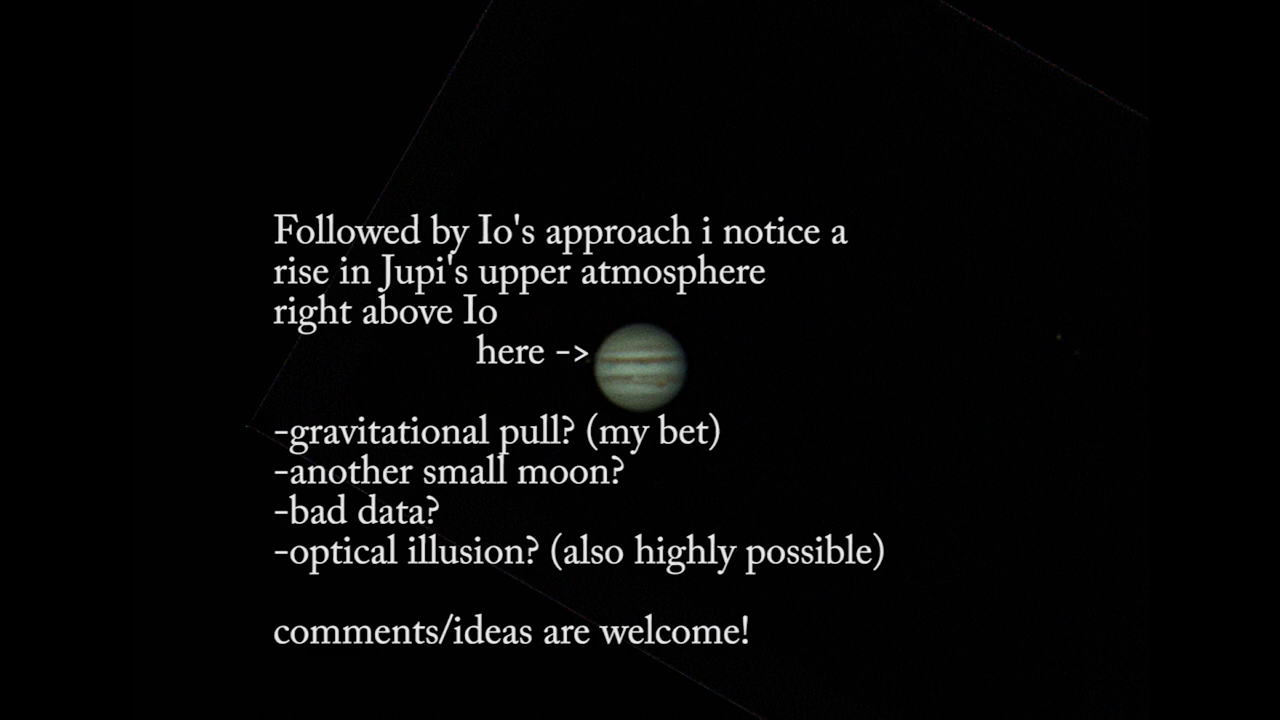 Followed by Io's approach i notice a
rise in Jupi's upper atmosphere
right above Io
here ->
-gravitational pull? (my bet)
-another small moon?
-bad data?
-optical illusion? (also highly possible)
comments/ideas are welcome!